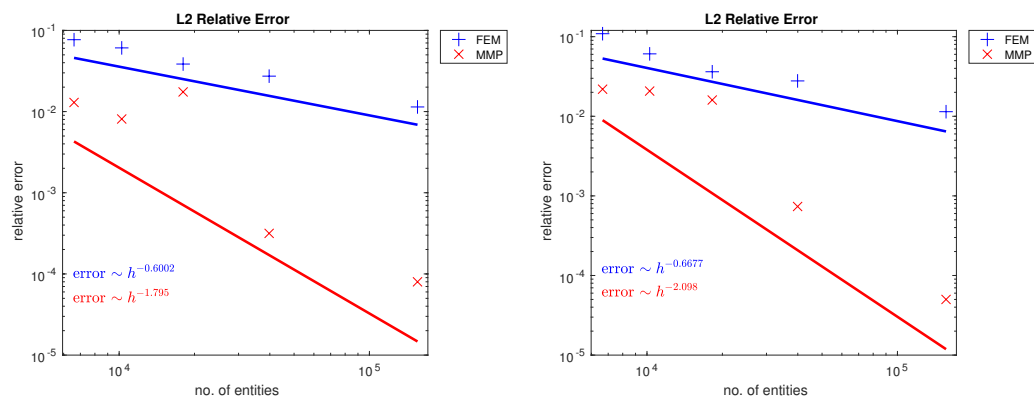 L2 Relative Error
10^-1
10^-2
10^-3
10^-4
10^-5
relative error
error ∼ h^-0.6002
error ∼ h^-1.795
10^4
10^5
no. of entities
FEM
MMP
L2 Relative Error
10^-1
10^-2
10^-3
10^-4
10^-5
relative error
error ∼ h^-0.6677
error ∼ h^-2.098
10^4
10^5
no. of entities
FEM
MMP